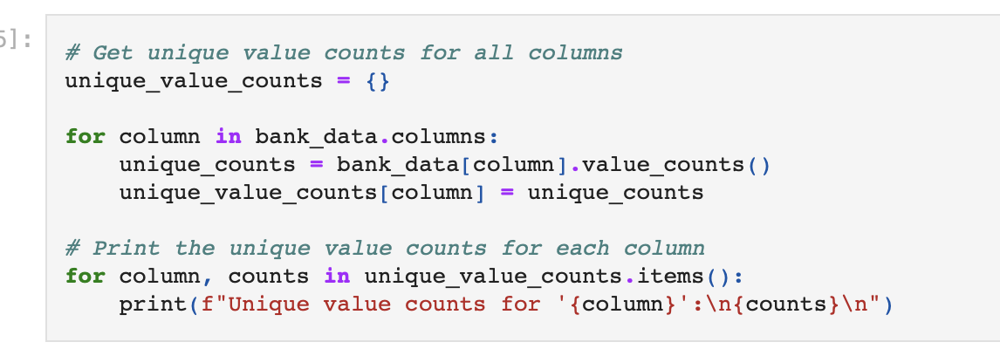 5]:
# Get unique value counts for all columns
unique_value_counts = {}
for column in bank_data.columns:
    unique_counts = bank_data[column].value_counts()
    unique_value_counts[column] = unique_counts
# Print the unique value counts for each column
for column, counts in unique_value_counts.items():
    print(f"Unique value counts for '{column}':\n{counts}\n")